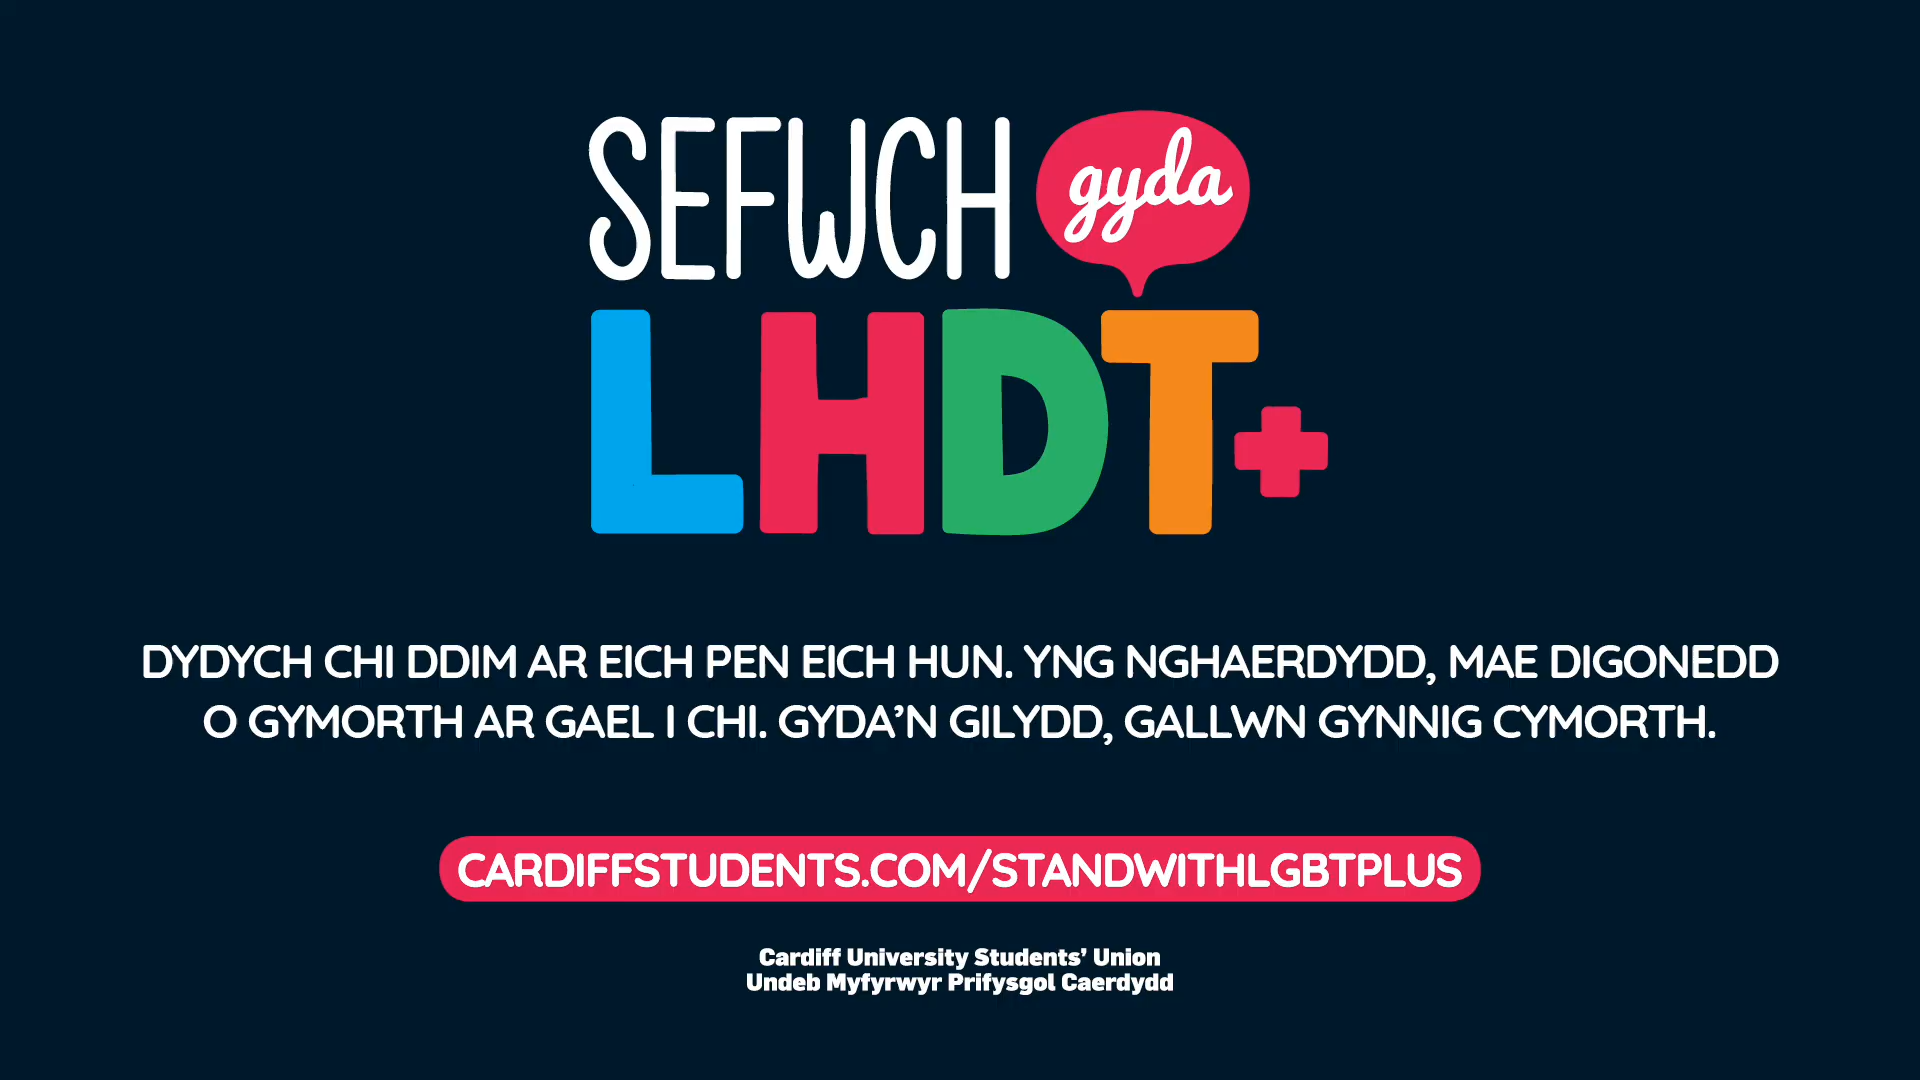 SEFWCH gyda
LHDT+
DYDYCH CHI DDIM AR EICH PEN EICH HUN. YNG NGHAERDYDD, MAE DIGONEDD
O GYMORTH AR GAEL I CHI. GYDA’N GILYDD, GALLWN GYNNIG CYMORTH.
CARDIFFSTUDENTS.COM/STANDWITHLGBTPLUS
Cardiff University Students’ Union
Undeb Myfyrwyr Prifysgol Caerdydd